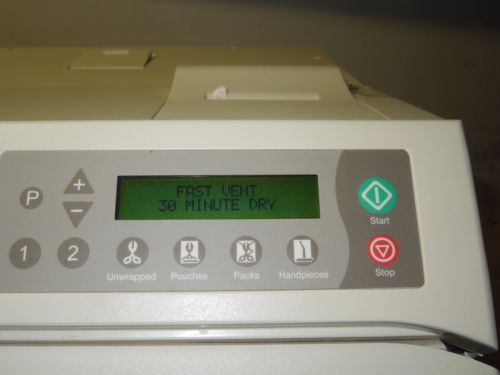 FAST VENT
30 MINUTE DRY
P
+
−
1
2
Unwrapped
Pouches
Packs
Handpieces
Start
Stop